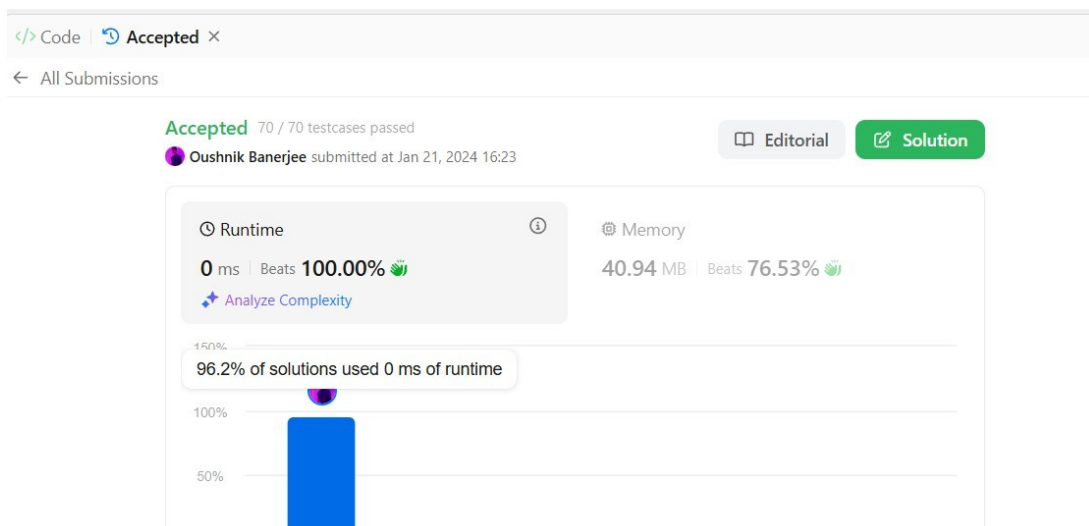 </> Code | Accepted ×
← All Submissions
Accepted 70 / 70 testcases passed
Oushnik Banerjee submitted at Jan 21, 2024 16:23
Editorial
Solution
Runtime
0 ms | Beats 100.00%
Analyze Complexity
Memory
40.94 MB | Beats 76.53%
150%
96.2% of solutions used 0 ms of runtime
100%
50%